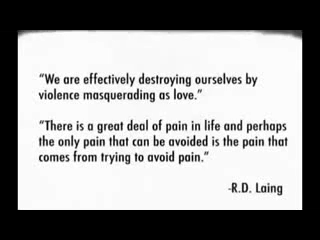 “We are effectively destroying ourselves by
violence masquerading as love.”
“There is a great deal of pain in life and perhaps
the only pain that can be avoided is the pain that
comes from trying to avoid pain.”
-R.D. Laing